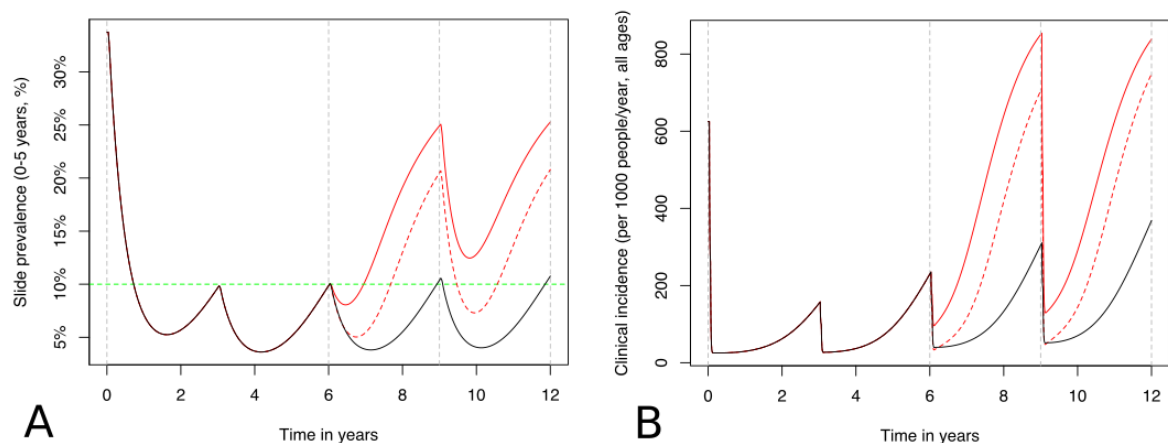 Slide prevalence (0-5 years, %)
30%
25%
20%
15%
10%
5%
0 2 4 6 8 10 12
Time in years
A
Clinical incidence (per 1000 people/year, all ages)
800
600
400
200
0
0 2 4 6 8 10 12
Time in years
B